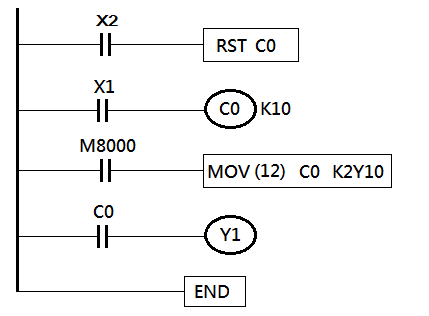 X2
RST C0
X1
C0 K10
M8000
MOV (12) C0 K2Y10
C0
Y1
END